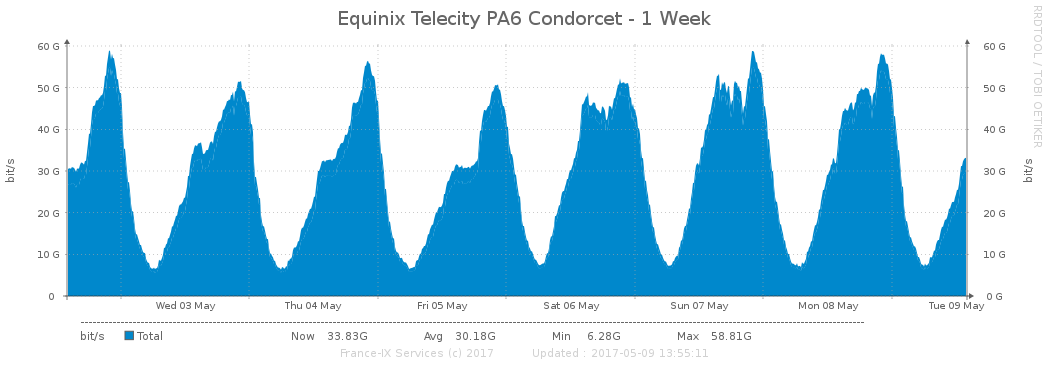 Equinix Telecity PA6 Condorcet - 1 Week
RRDTOOL / TOBI OETIKER
60 G 60 G
50 G 50 G
40 G 40 G
30 G 30 G
20 G 20 G
10 G 10 G
0 0 G
bit/s bit/s
Wed 03 May Thu 04 May Fri 05 May Sat 06 May Sun 07 May Mon 08 May Tue 09 May
bit/s Total Now 33.83G Avg 30.18G Min 6.28G Max 58.81G
France-IX Services (c) 2017 Updated : 2017-05-09 13:55:11